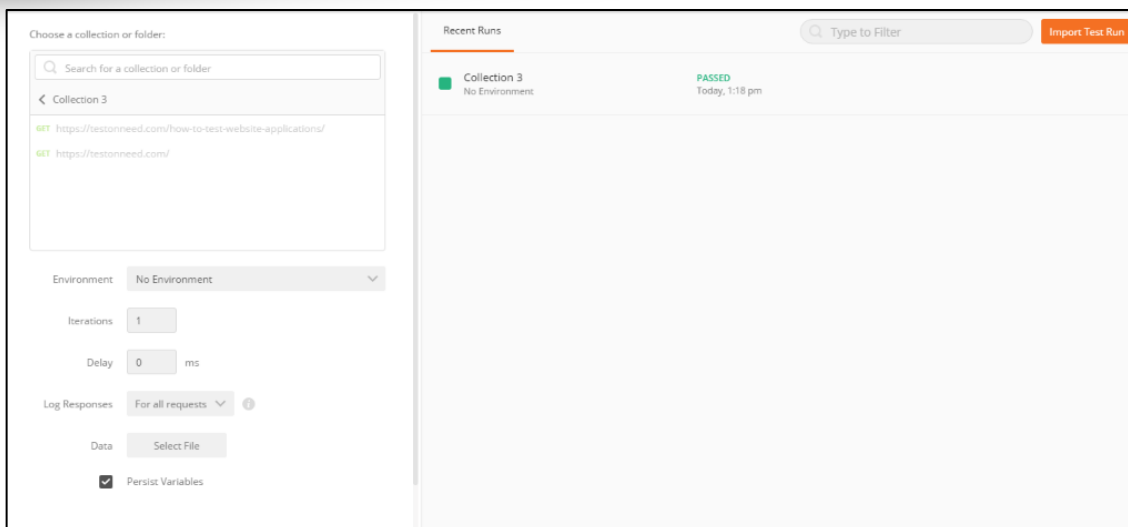 Choose a collection or folder:
Search for a collection or folder
Collection 3
GET https://testonneed.com/how-to-test-website-applications/
GET https://testonneed.com/
Environment No Environment
Iterations 1
Delay 0 ms
Log Responses For all requests
Data Select File
Persist Variables
Recent Runs
Type to Filter
Import Test Run
Collection 3
No Environment
PASSED
Today, 1:18 pm